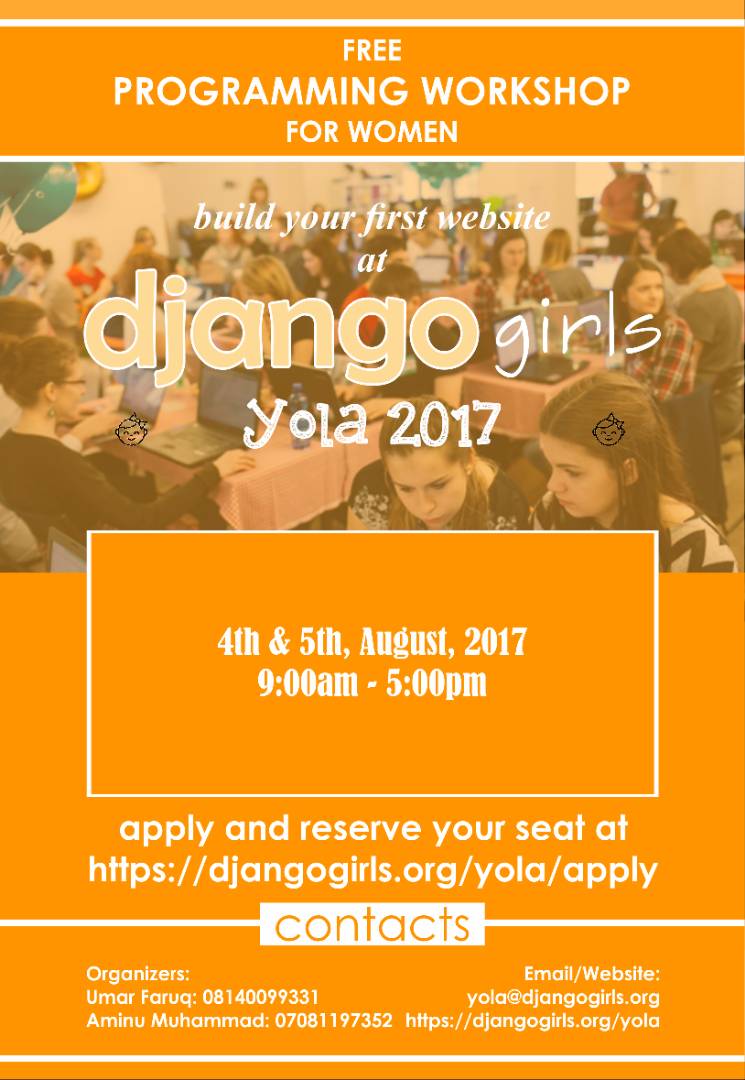 FREE
PROGRAMMING WORKSHOP
FOR WOMEN
build your first website
at
django girls
Yola 2017
4th & 5th, August, 2017
9:00am - 5:00pm
apply and reserve your seat at
https://djangogirls.org/yola/apply
contacts
Organizers:
Umar Faruq: 08140099331
Aminu Muhammad: 07081197352
Email/Website:
yola@djangogirls.org
https://djangogirls.org/yola